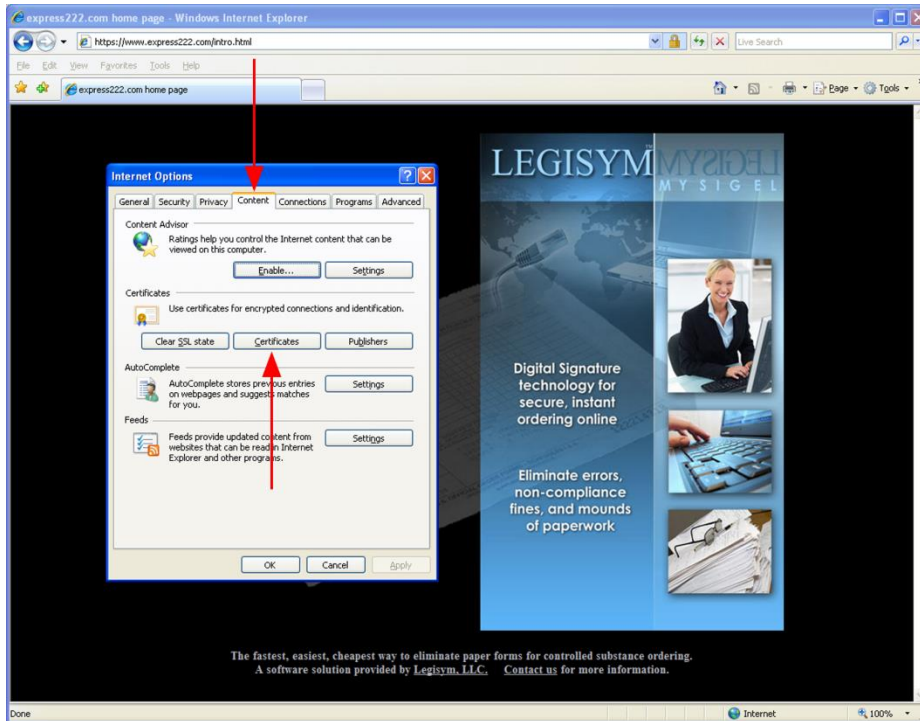 express222.com home page - Windows Internet Explorer
https://www.express222.com/intro.html
Live Search
File Edit View Favorites Tools Help
express222.com home page
Page Tools
Internet Options
General Security Privacy Content Connections Programs Advanced
Content Advisor
Ratings help you control the Internet content that can be
viewed on this computer.
Enable... Settings
Certificates
Use certificates for encrypted connections and identification.
Clear SSL state Certificates Publishers
AutoComplete
AutoComplete stores previous entries
on webpages and suggests matches
for you.
Settings
Feeds
Feeds provide updated content from
websites that can be read in Internet
Explorer and other programs.
Settings
OK Cancel Apply
LEGISYM™
MYSIGEL
Digital Signature
technology for
secure, instant
ordering online
Eliminate errors,
non-compliance
fines, and mounds
of paperwork
The fastest, easiest, cheapest way to eliminate paper forms for controlled substance ordering.
A software solution provided by Legisym, LLC. Contact us for more information.
Done
Internet
100%